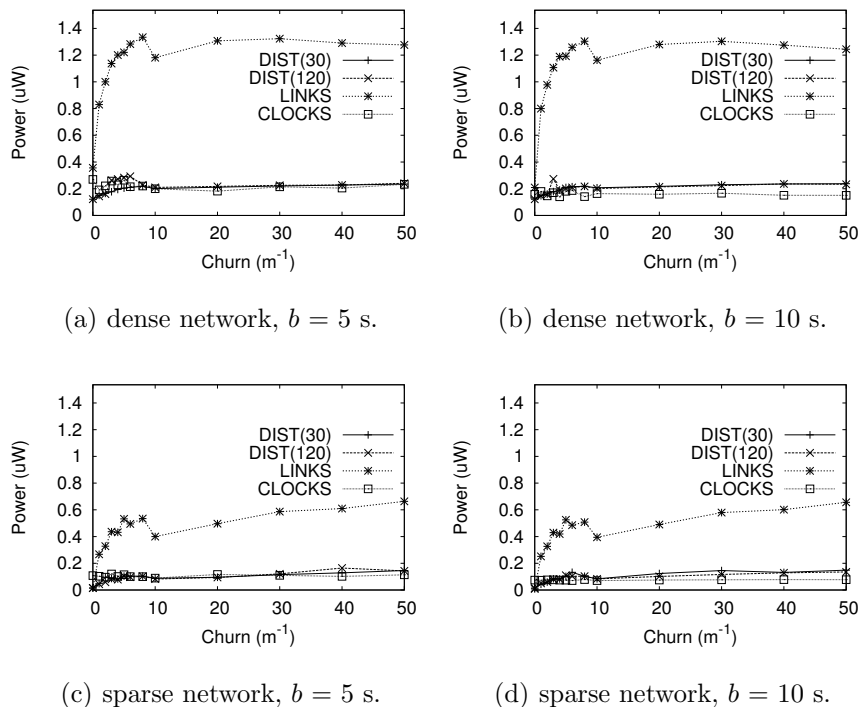 1.4
1.2
1
0.8
0.6
0.4
0.2
0
Power (uW)
DIST(30)
DIST(120)
LINKS
CLOCKS
0 10 20 30 40 50
Churn (m-1)
(a) dense network, b = 5 s.
1.4
1.2
1
0.8
0.6
0.4
0.2
0
Power (uW)
DIST(30)
DIST(120)
LINKS
CLOCKS
0 10 20 30 40 50
Churn (m-1)
(b) dense network, b = 10 s.
1.4
1.2
1
0.8
0.6
0.4
0.2
0
Power (uW)
DIST(30)
DIST(120)
LINKS
CLOCKS
0 10 20 30 40 50
Churn (m-1)
(c) sparse network, b = 5 s.
1.4
1.2
1
0.8
0.6
0.4
0.2
0
Power (uW)
DIST(30)
DIST(120)
LINKS
CLOCKS
0 10 20 30 40 50
Churn (m-1)
(d) sparse network, b = 10 s.